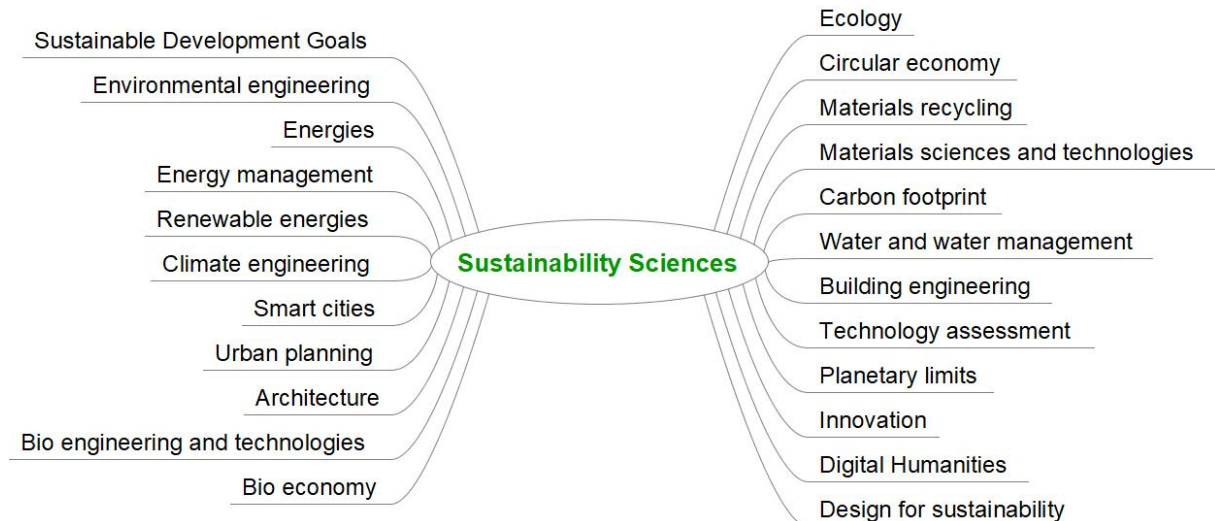 Sustainable Development Goals
Environmental engineering
Energies
Energy management
Renewable energies
Climate engineering
Smart cities
Urban planning
Architecture
Bio engineering and technologies
Bio economy
Sustainability Sciences
Ecology
Circular economy
Materials recycling
Materials sciences and technologies
Carbon footprint
Water and water management
Building engineering
Technology assessment
Planetary limits
Innovation
Digital Humanities
Design for sustainability